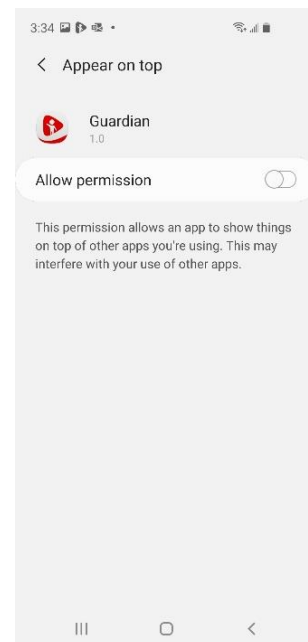 3:34
Appear on top
Guardian
1.0
Allow permission
This permission allows an app to show things
on top of other apps you're using. This may
interfere with your use of other apps.